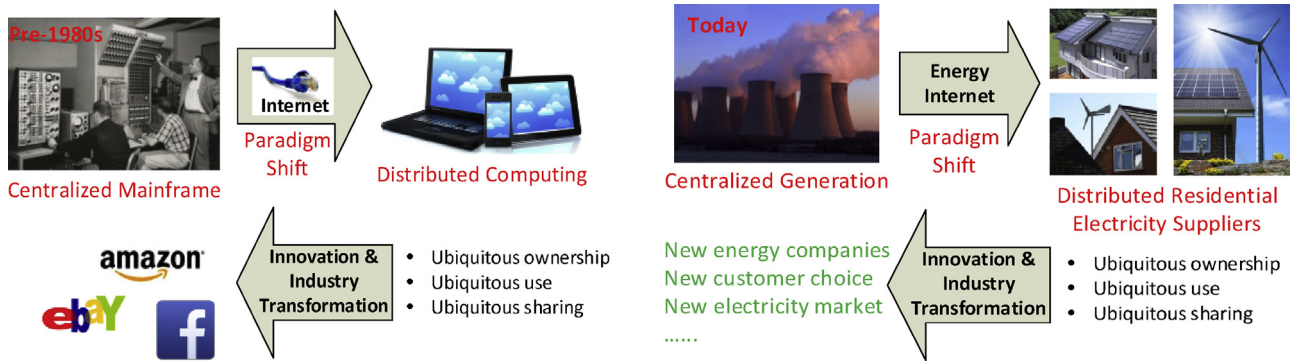 Pre-1980s
Internet
Paradigm
Shift
Centralized Mainframe
Distributed Computing
amazon
ebaY
f
Innovation &
Industry
Transformation
• Ubiquitous ownership
• Ubiquitous use
• Ubiquitous sharing
Today
Energy
Internet
Paradigm
Shift
Centralized Generation
Distributed Residential
Electricity Suppliers
New energy companies
New customer choice
New electricity market
......
Innovation &
Industry
Transformation
• Ubiquitous ownership
• Ubiquitous use
• Ubiquitous sharing